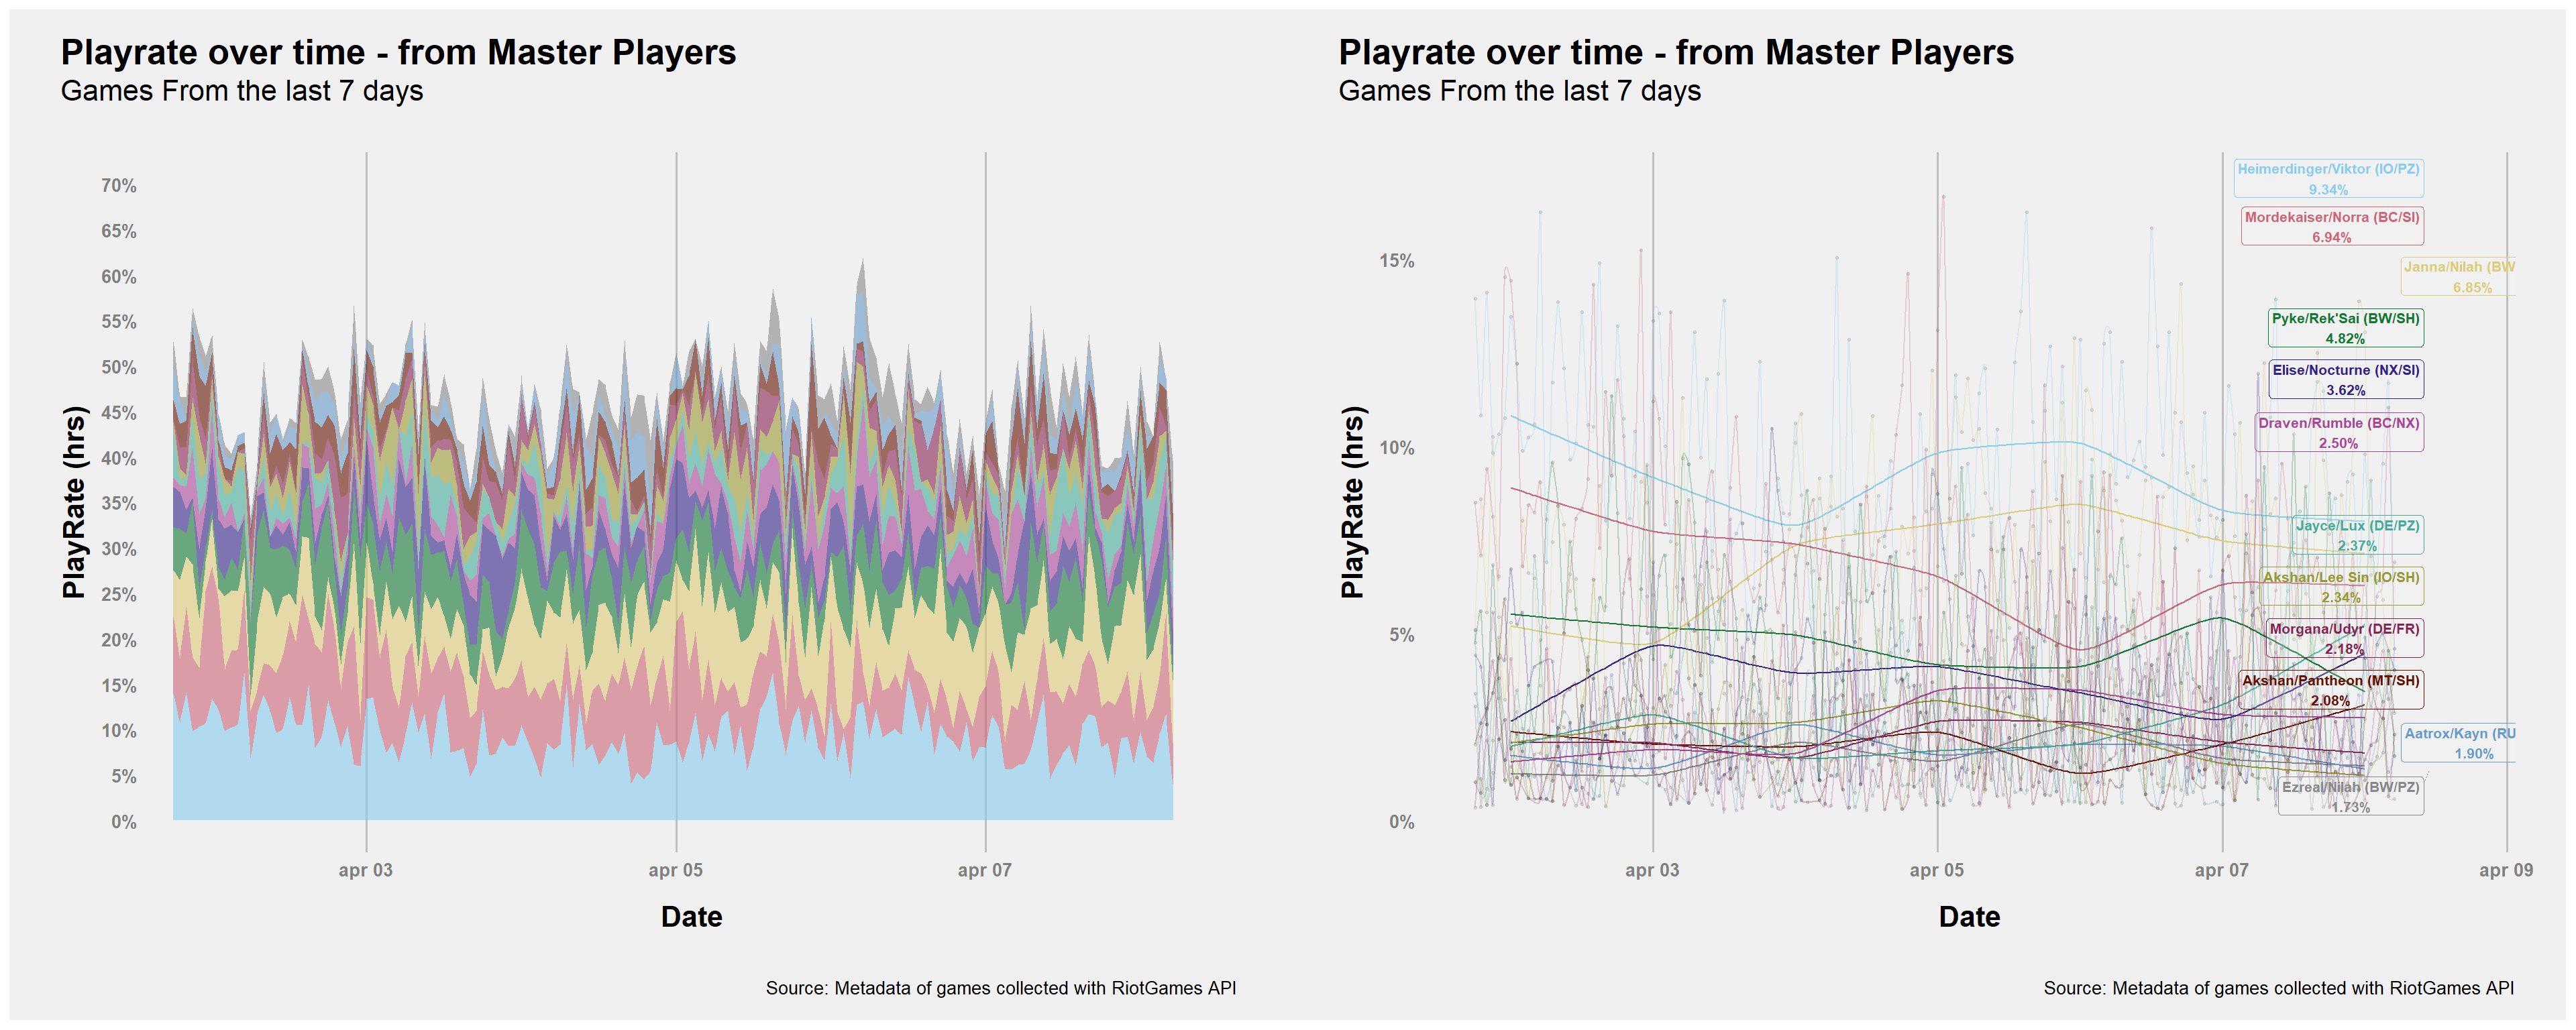 Playrate over time - from Master Players
Games From the last 7 days
70%
65%
60%
55%
50%
45%
40%
35%
30%
25%
20%
15%
10%
5%
0%
PlayRate (hrs)
apr 03
apr 05
apr 07
Date
Source: Metadata of games collected with RiotGames API
Playrate over time - from Master Players
Games From the last 7 days
15%
10%
5%
0%
PlayRate (hrs)
Heimerdinger/Viktor (IO/PZ)
9.34%
Mordekaiser/Norra (BC/SI)
6.94%
Janna/Nilah (BW
6.85%
Pyke/Rek'Sai (BW/SH)
4.82%
Elise/Nocturne (NX/SI)
3.62%
Draven/Rumble (BC/NX)
2.50%
Jayce/Lux (DE/PZ)
2.37%
Akshan/Lee Sin (IO/SH)
2.34%
Morgana/Udyr (DE/FR)
2.18%
Akshan/Pantheon (MT/SH)
2.08%
Aatrox/Kayn (RU
1.90%
Ezreal/Nilah (BW/PZ)
1.73%
apr 03
apr 05
apr 07
apr 09
Date
Source: Metadata of games collected with RiotGames API